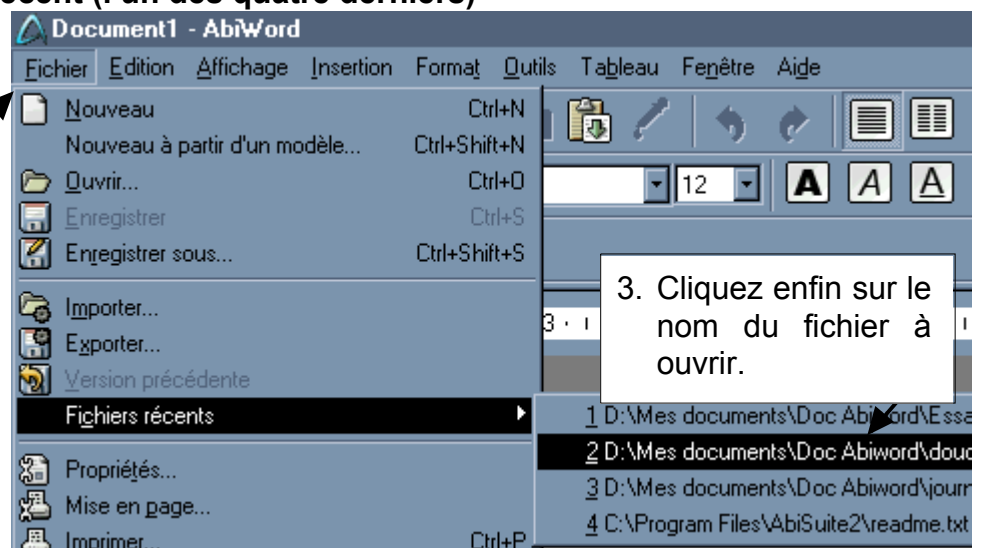 (l'un des quatre derniers)
Document1 - AbiWord
Fichier Edition Affichage Insertion Format Outils Tableau Fenêtre Aide
Nouveau Ctrl+N
Nouveau à partir d'un modèle... Ctrl+Shift+N
Ouvrir... Ctrl+O
12 A A A
Enregistrer Ctrl+S
Enregistrer sous... Ctrl+Shift+S
3. Cliquez enfin sur le
nom du fichier à
ouvrir.
Importer...
3
Exporter...
Version précédente
Fichiers récents
1 D:\Mes documents\Doc Abiword\Essa
2 D:\Mes documents\Doc Abiword\douc
3 D:\Mes documents\Doc Abiword\journ
4 C:\Program Files\AbiSuite2\readme.txt
Propriétés...
Mise en page...
Imprimer... Ctrl+P